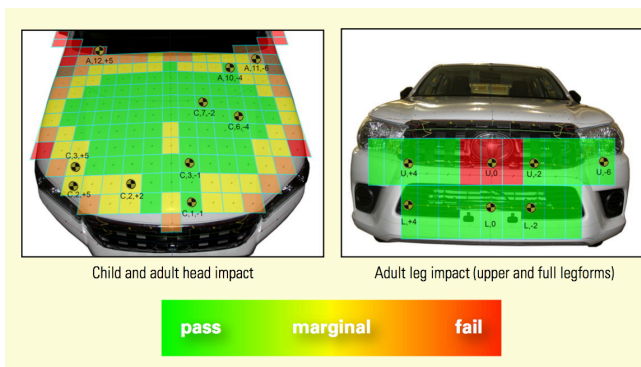 A,12,+5
A,11,-6
A,10,-4
C,7,-2
C,6,-4
C,3,+5
C,3,-1
C,2,+5
C,2,+2
C,1,-1
U,+4
U,0
U,-2
U,-6
L,+4
L,0
L,-2
Child and adult head impact
Adult leg impact (upper and full legforms)
pass marginal fail